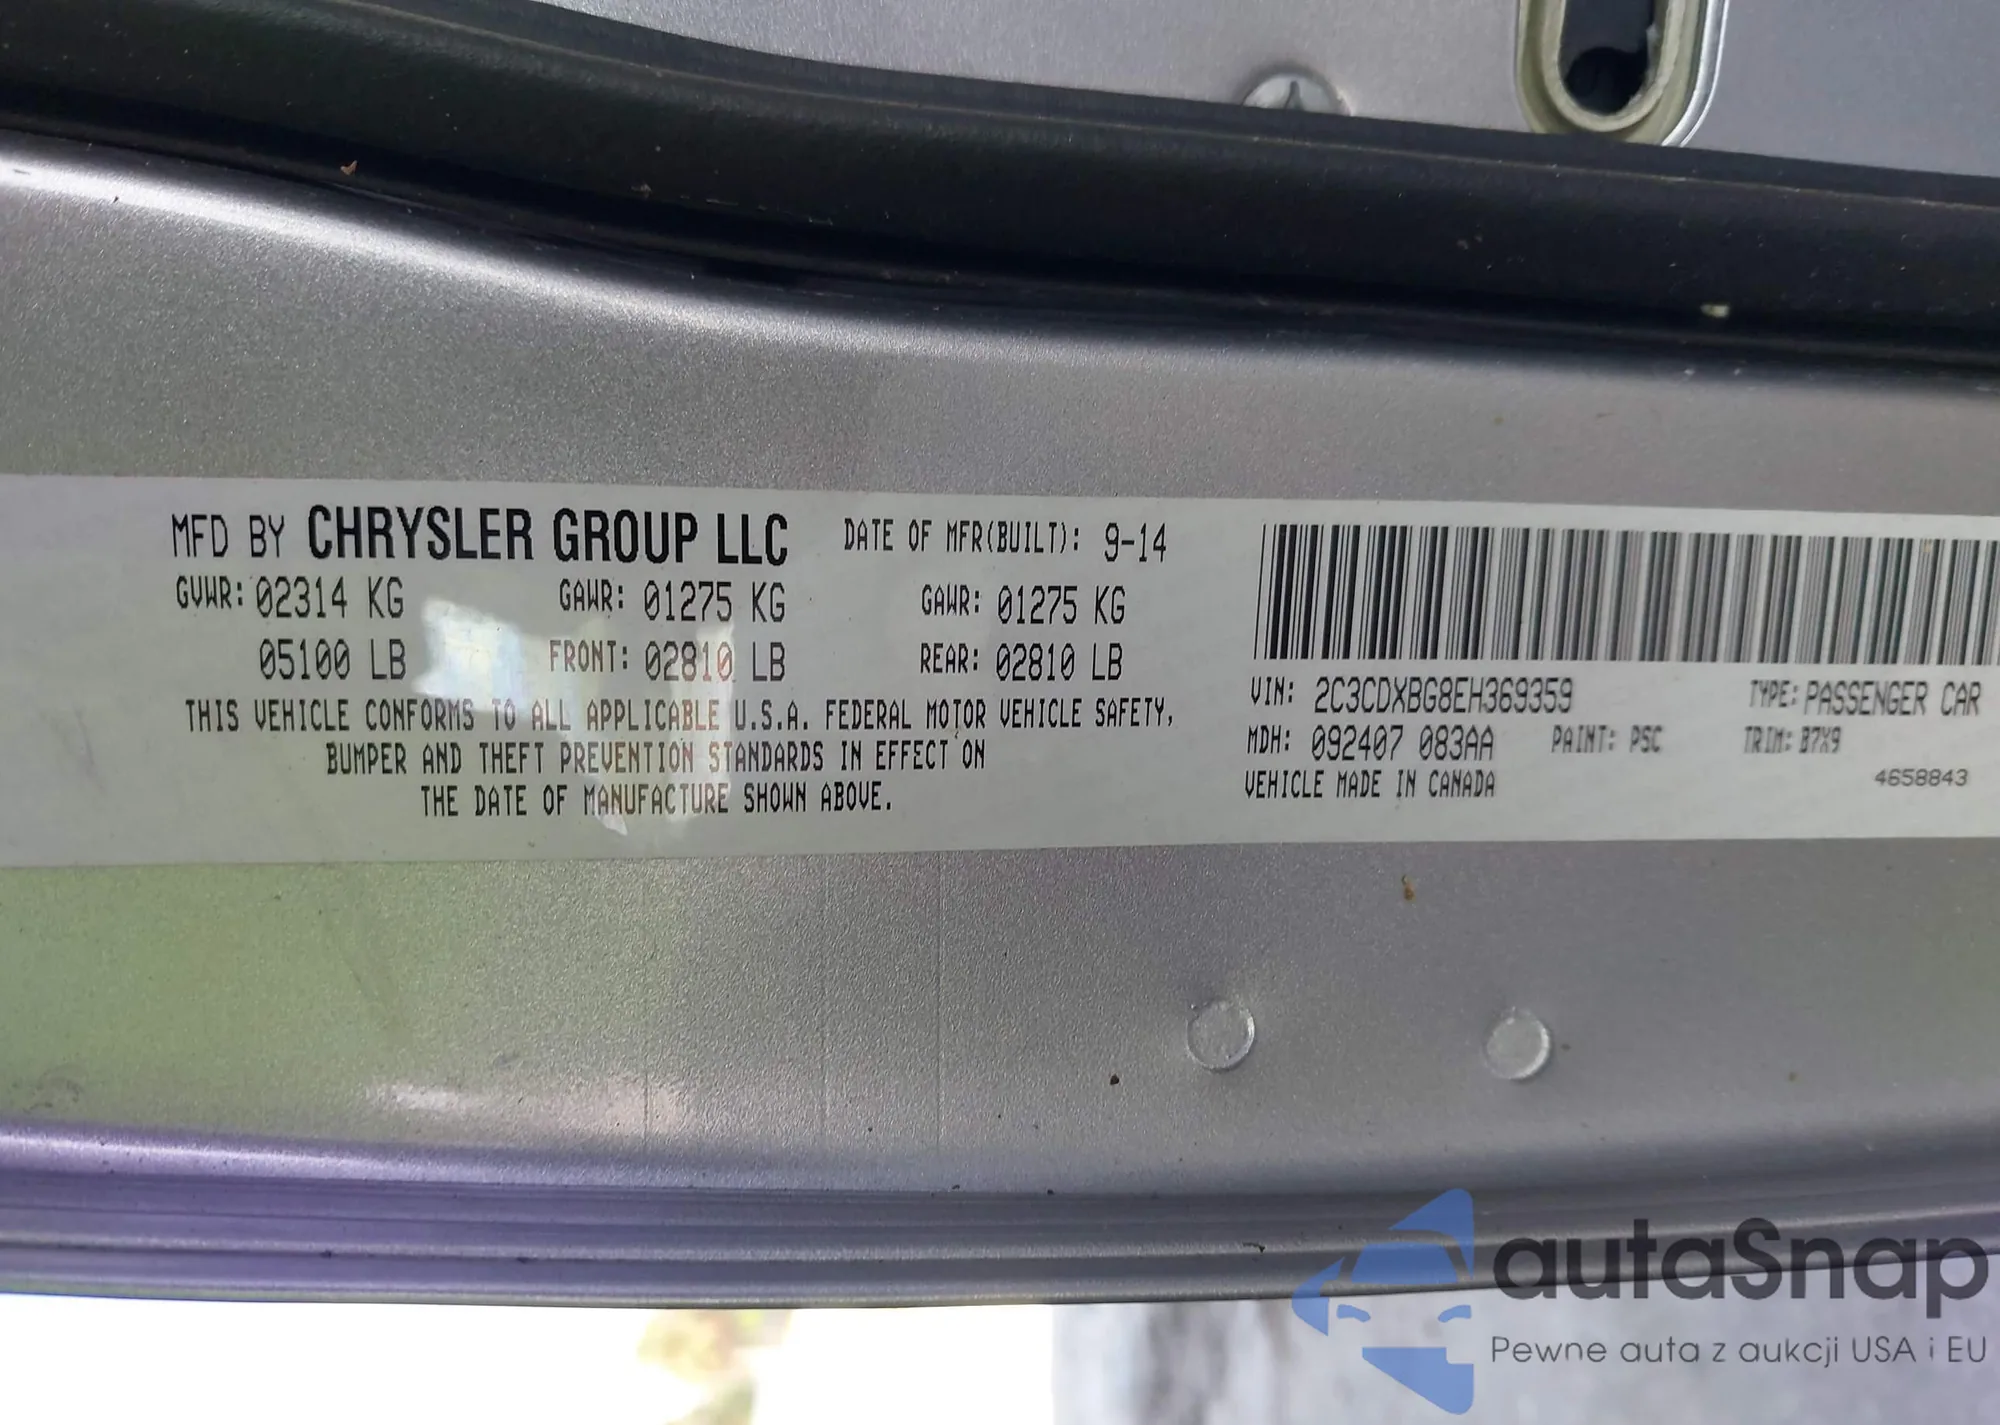 MFD BY CHRYSLER GROUP LLC DATE OF MFR(BUILT): 9-14
GVWR: 02314 KG GAWR: 01275 KG GAWR: 01275 KG
05100 LB FRONT: 02810 LB REAR: 02810 LB
THIS VEHICLE CONFORMS TO ALL APPLICABLE U.S.A. FEDERAL MOTOR VEHICLE SAFETY,
BUMPER AND THEFT PREVENTION STANDARDS IN EFFECT ON
THE DATE OF MANUFACTURE SHOWN ABOVE.
VIN: 2C3CDXBG8EH369359 TYPE: PASSENGER CAR
MDH: 092407 083AA PAINT: PSC TRIM: B7X9
VEHICLE MADE IN CANADA 4658843
autaSnap
Pewne auta z aukcji USA i EU